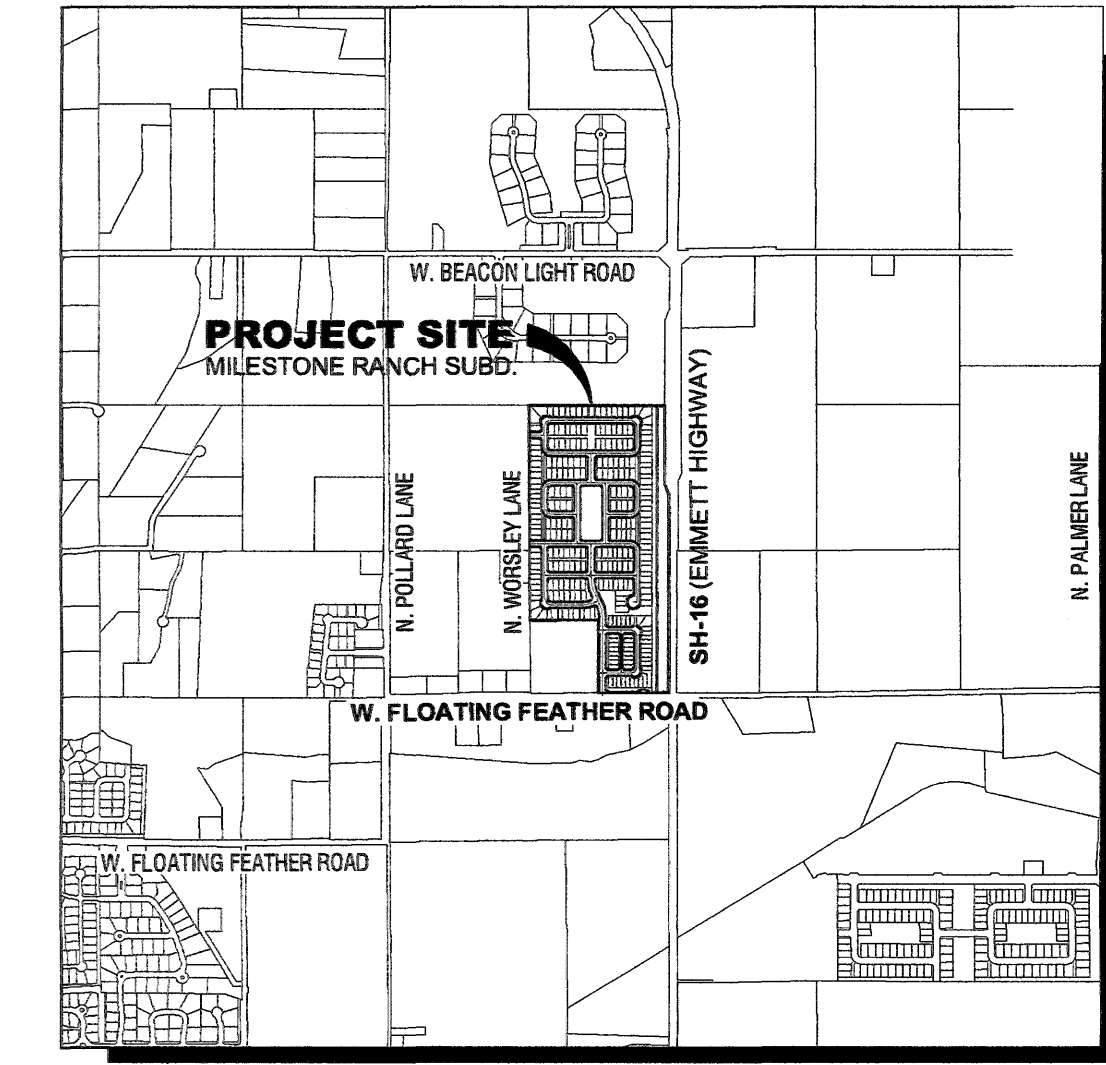 W. BEACON LIGHT ROAD
PROJECT SITE
MILESTONE RANCH SUBD.
N. POLLARD LANE
N. WORSLEY LANE
SH-16 (EMMETT HIGHWAY)
N. PALMER LANE
W. FLOATING FEATHER ROAD
W. FLOATING FEATHER ROAD